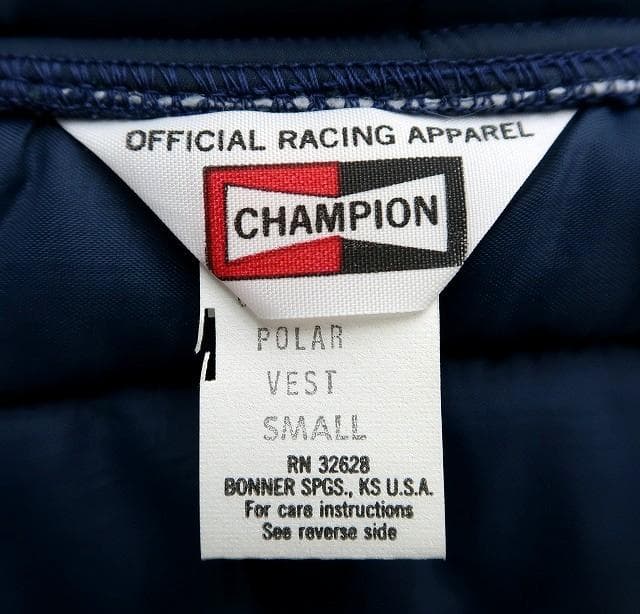 OFFICIAL RACING APPAREL
CHAMPION
POLAR
VEST
SMALL
RN 32628
BONNER SPGS., KS U.S.A.
For care instructions
See reverse side